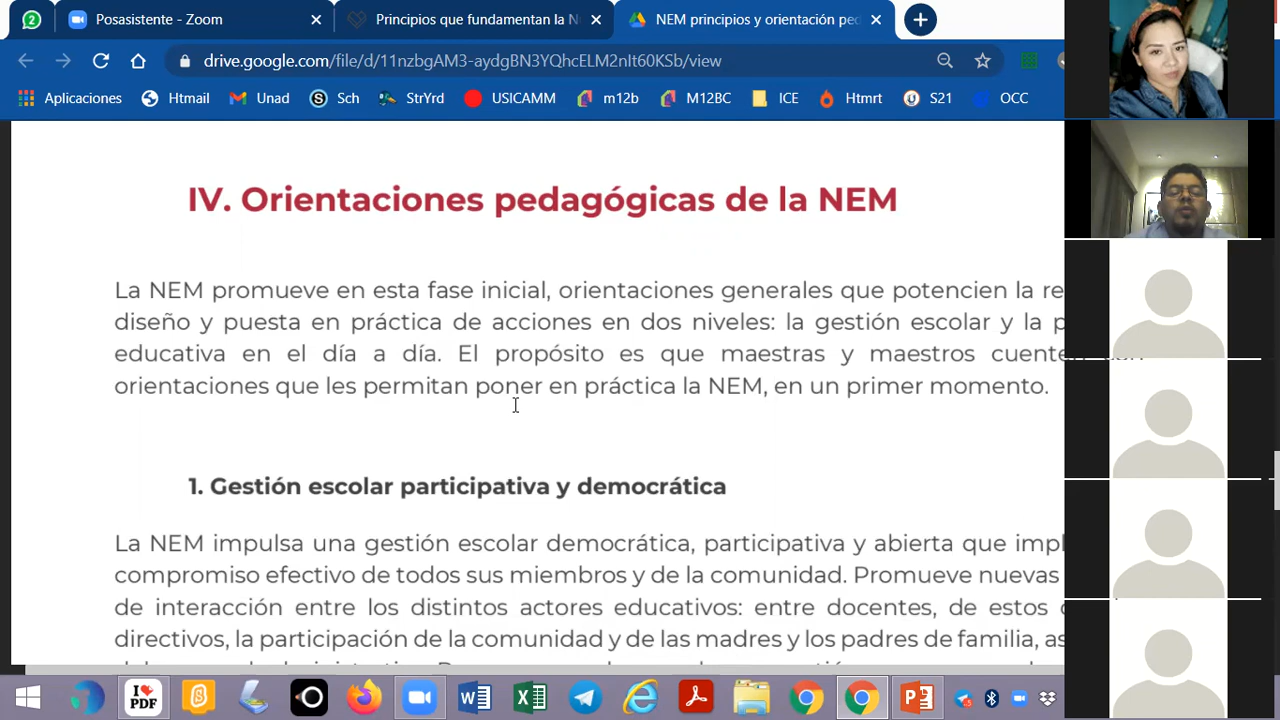 2
Posasistente - Zoom
Principios que fundamentan la N
NEM principios y orientación ped
drive.google.com/file/d/11nzbgAM3-aydgBN3YQhcELM2nIt60KSb/view
Aplicaciones
Htmail
Unad
Sch
StrYrd
USICAMM
m12b
M12BC
ICE
Htmrt
S21
OCC
IV. Orientaciones pedagógicas de la NEM
La NEM promueve en esta fase inicial, orientaciones generales que potencien la re
diseño y puesta en práctica de acciones en dos niveles: la gestión escolar y la p
educativa en el día a día. El propósito es que maestras y maestros cuenten con
orientaciones que les permitan poner en práctica la NEM, en un primer momento.
1. Gestión escolar participativa y democrática
La NEM impulsa una gestión escolar democrática, participativa y abierta que impl
compromiso efectivo de todos sus miembros y de la comunidad. Promueve nuevas
de interacción entre los distintos actores educativos: entre docentes, de estos c
directivos, la participación de la comunidad y de las madres y los padres de familia, as
I PDF